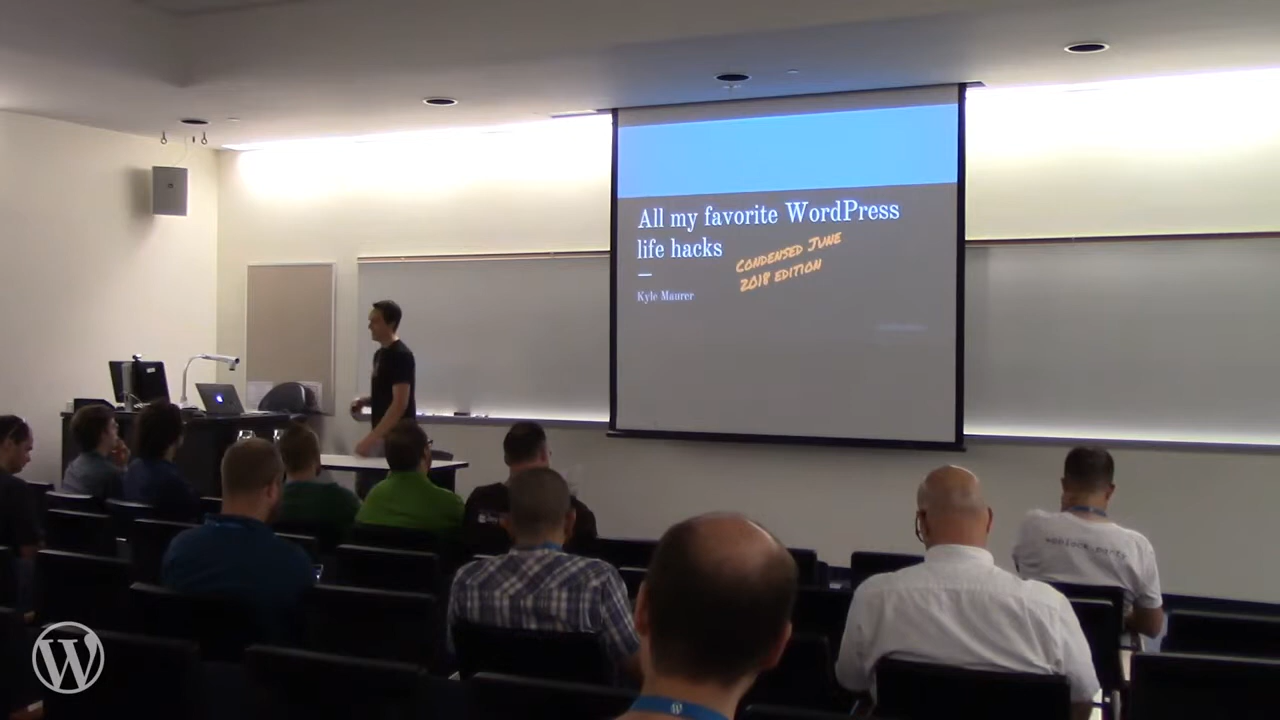 All my favorite WordPress
life hacks
CONDENSED JUNE
2018 EDITION
Kyle Maurer